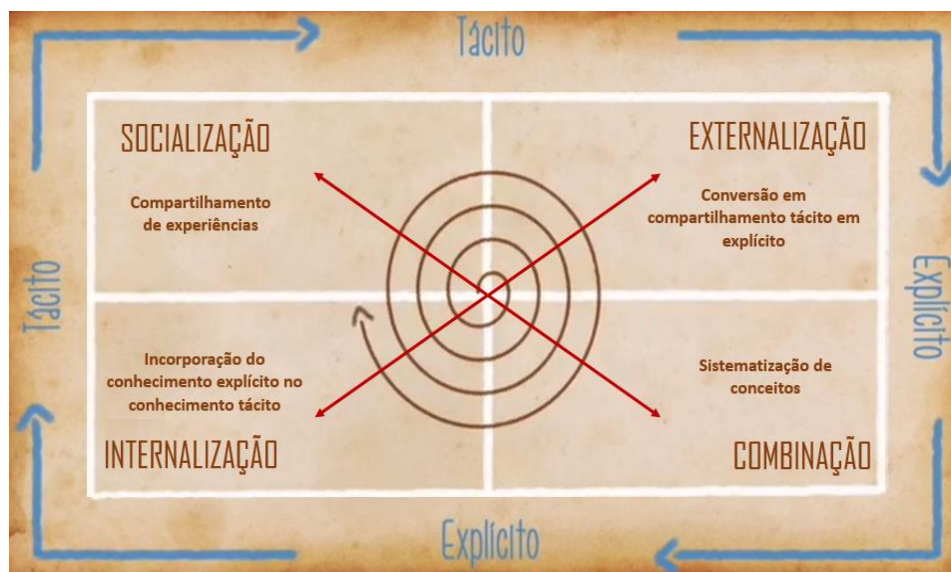 Tácito
SOCIALIZAÇÃO
Compartilhamento
de experiências
EXTERNALIZAÇÃO
Conversão em
compartilhamento tácito em
explícito
Tácito
Explícito
Incorporação do
conhecimento explícito no
conhecimento tácito
INTERNALIZAÇÃO
Sistematização de
conceitos
COMBINAÇÃO
Explícito